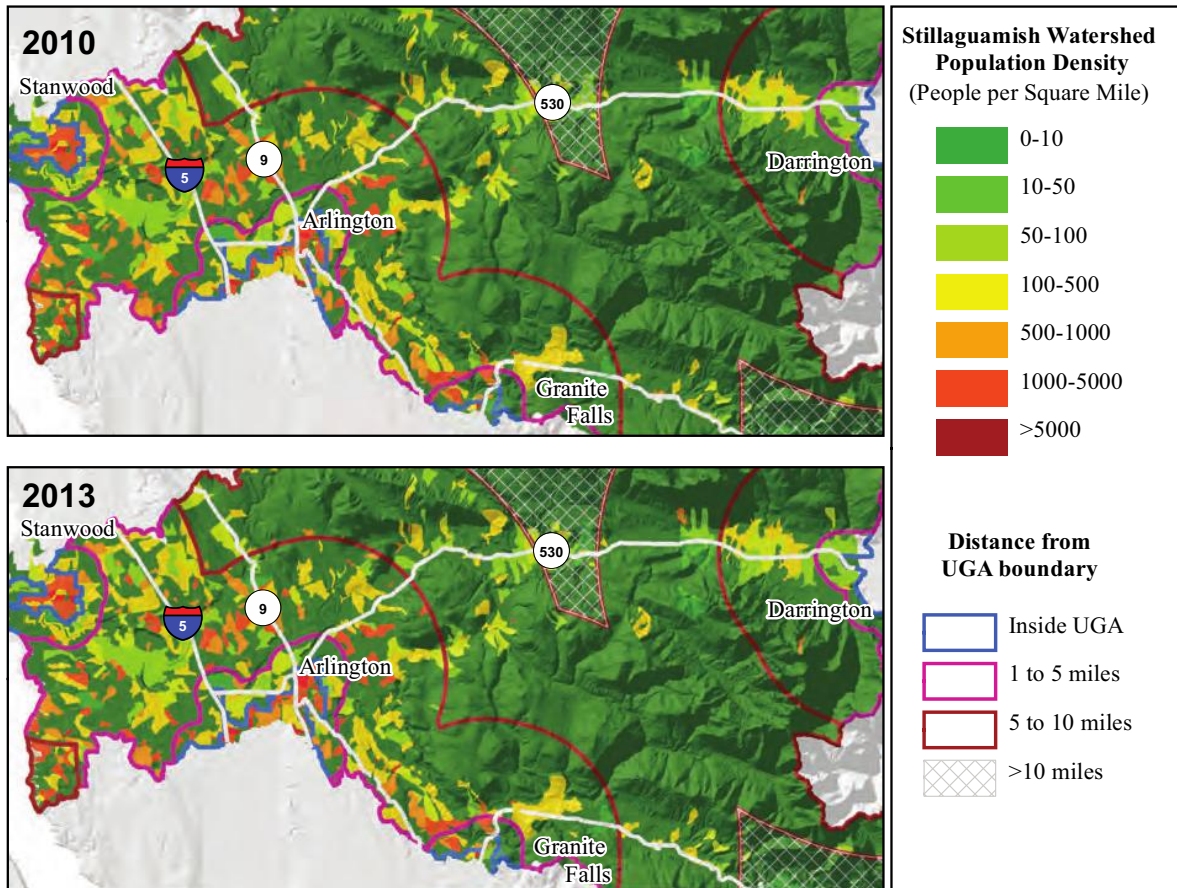 2010
Stanwood
5
9
530
Arlington
Darrington
Granite
Falls
2013
Stanwood
5
9
530
Arlington
Darrington
Granite
Falls
Stillaguamish Watershed
Population Density
(People per Square Mile)
0-10
10-50
50-100
100-500
500-1000
1000-5000
>5000
Distance from
UGA boundary
Inside UGA
1 to 5 miles
5 to 10 miles
>10 miles